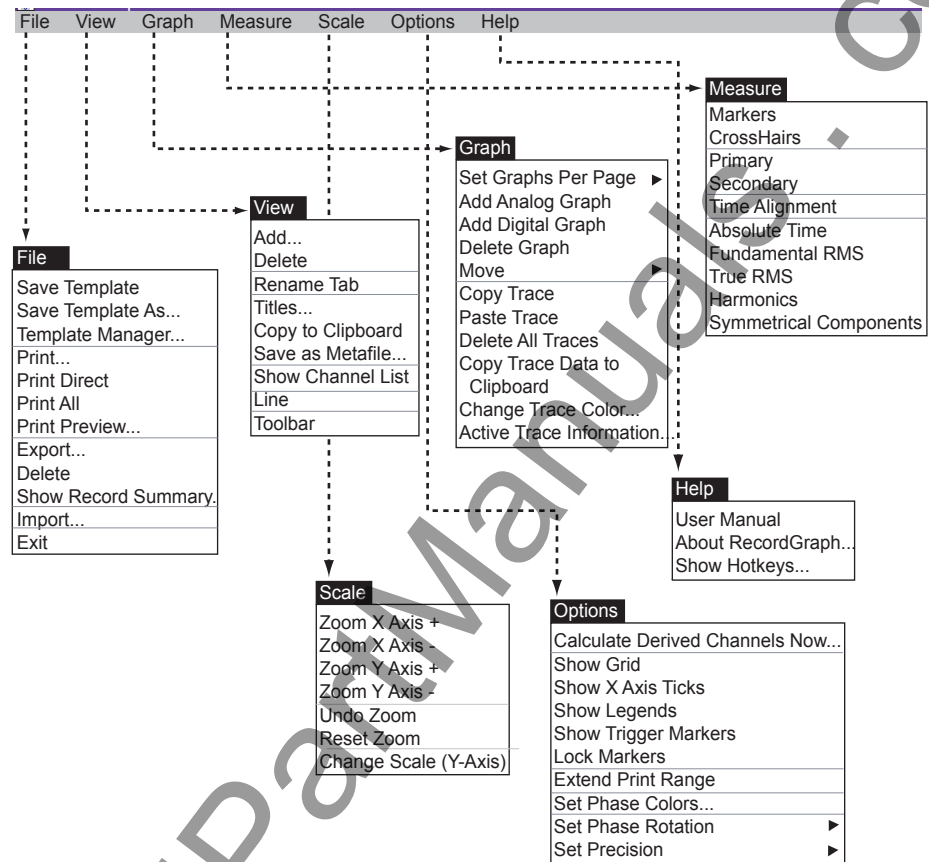 File View Graph Measure Scale Options Help
Measure
Markers
CrossHairs
Primary
Secondary
Time Alignment
Absolute Time
Fundamental RMS
True RMS
Harmonics
Symmetrical Components
Graph
Set Graphs Per Page
Add Analog Graph
Add Digital Graph
Delete Graph
Move
Copy Trace
Paste Trace
Delete All Traces
Copy Trace Data to
Clipboard
Change Trace Color...
Active Trace Information...
View
Add...
Delete
Rename Tab
Titles...
Copy to Clipboard
Save as Metafile...
Show Channel List
Line
Toolbar
File
Save Template
Save Template As...
Template Manager...
Print...
Print Direct
Print All
Print Preview...
Export...
Delete
Show Record Summary.
Import...
Exit
Help
User Manual
About RecordGraph...
Show Hotkeys...
Scale
Zoom X Axis +
Zoom X Axis -
Zoom Y Axis +
Zoom Y Axis -
Undo Zoom
Reset Zoom
Change Scale (Y-Axis)
Options
Calculate Derived Channels Now...
Show Grid
Show X Axis Ticks
Show Legends
Show Trigger Markers
Lock Markers
Extend Print Range
Set Phase Colors...
Set Phase Rotation
Set Precision
PartManuals . c